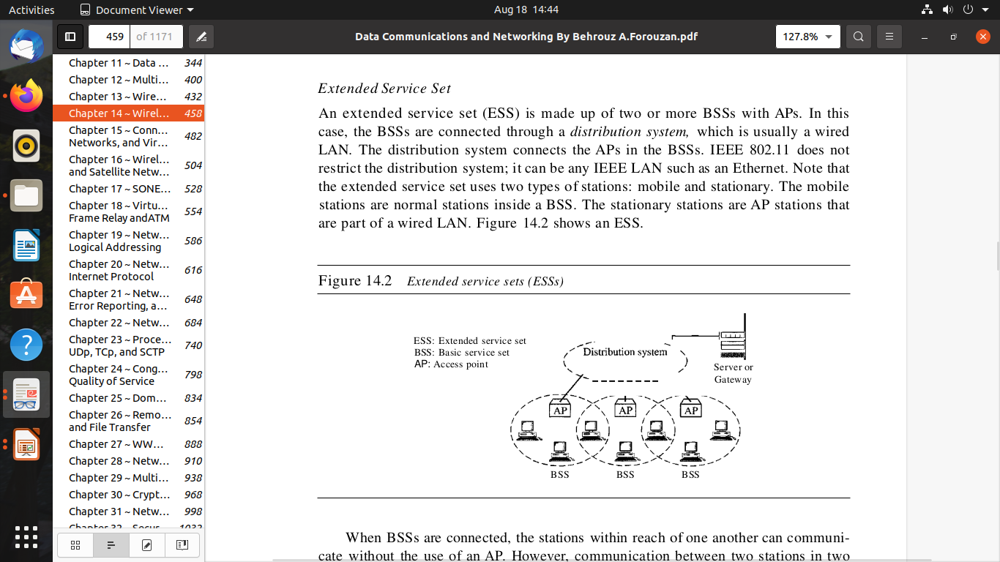 Activities
Document Viewer
Aug 18 14:44
459 of 1171
Data Communications and Networking By Behrouz A.Forouzan.pdf
127.8%
Chapter 11 ~ Data ... 344
Chapter 12 ~ Multi... 400
Chapter 13 ~ Wire... 432
Chapter 14 ~ Wirel... 458
Chapter 15 ~ Conn...
Networks, and Vir... 482
Chapter 16 ~ Wirel...
and Satellite Netw... 504
Chapter 17 ~ SONE... 528
Chapter 18 ~ Virtu...
Frame Relay andATM 554
Chapter 19 ~ Netw...
Logical Addressing 586
Chapter 20 ~ Netw...
Internet Protocol 616
Chapter 21 ~ Netw...
Error Reporting, a... 648
Chapter 22 ~ Netw... 684
Chapter 23 ~ Proce...
UDp, TCp, and SCTP 740
Chapter 24 ~ Cong...
Quality of Service 798
Chapter 25 ~ Dom... 834
Chapter 26 ~ Remo...
and File Transfer 854
Chapter 27 ~ WW... 888
Chapter 28 ~ Netw... 910
Chapter 29 ~ Multi... 938
Chapter 30 ~ Crypt... 968
Chapter 31 ~ Netw... 998
Chapter 32 ~ Secur... 1032
Extended Service Set
An extended service set (ESS) is made up of two or more BSSs with APs. In this
case, the BSSs are connected through a distribution system, which is usually a wired
LAN. The distribution system connects the APs in the BSSs. IEEE 802.11 does not
restrict the distribution system; it can be any IEEE LAN such as an Ethernet. Note that
the extended service set uses two types of stations: mobile and stationary. The mobile
stations are normal stations inside a BSS. The stationary stations are AP stations that
are part of a wired LAN. Figure 14.2 shows an ESS.
Figure 14.2 Extended service sets (ESSs)
ESS: Extended service set
BSS: Basic service set
AP: Access point
Distribution system
Server or
Gateway
AP AP AP
BSS BSS BSS
When BSSs are connected, the stations within reach of one another can communi-
cate without the use of an AP. However, communication between two stations in two